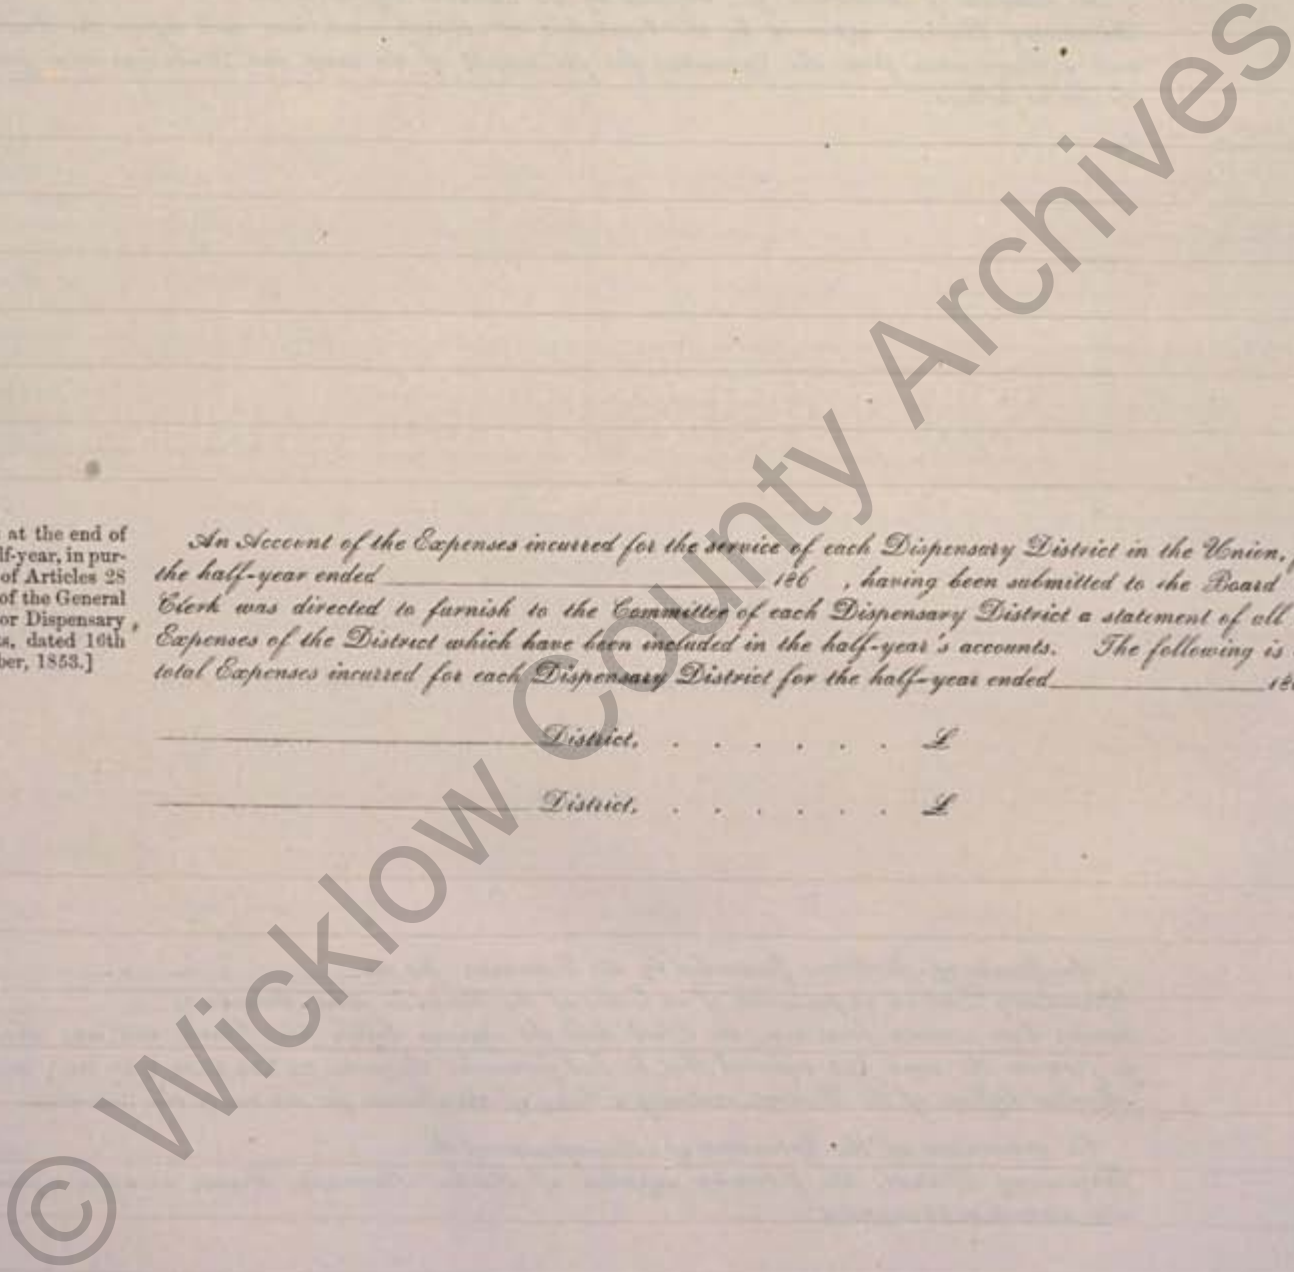 at the end of
lf-year, in pur-
of Articles 28
of the General
or Dispensary
s, dated 16th
ber, 1853.]
An Account of the Expenses incurred for the service of each Dispensary District in the Union,
the half-year ended 186 , having been submitted to the Board
Clerk was directed to furnish to the Committee of each Dispensary District a statement of all
Expenses of the District which have been included in the half-year's accounts. The following is
total Expenses incurred for each Dispensary District for the half-year ended
District, . . . . . . £
District, . . . . . . £
© Wicklow County Archives